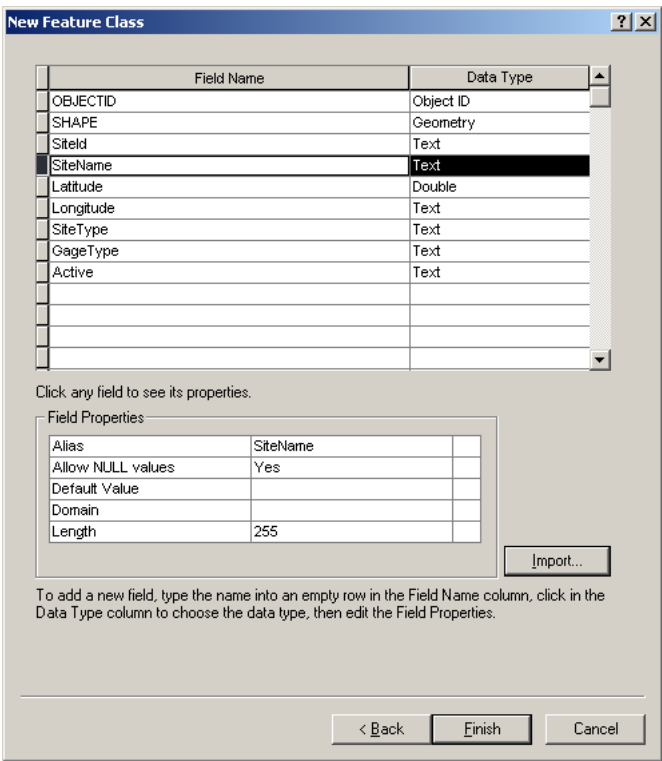 New Feature Class
Field Name Data Type
OBJECTID Object ID
SHAPE Geometry
SiteId Text
SiteName Text
Latitude Double
Longitude Text
SiteType Text
GageType Text
Active Text
Click any field to see its properties.
Field Properties
Alias SiteName
Allow NULL values Yes
Default Value
Domain
Length 255
Import...
To add a new field, type the name into an empty row in the Field Name column, click in the
Data Type column to choose the data type, then edit the Field Properties.
< Back Finish Cancel